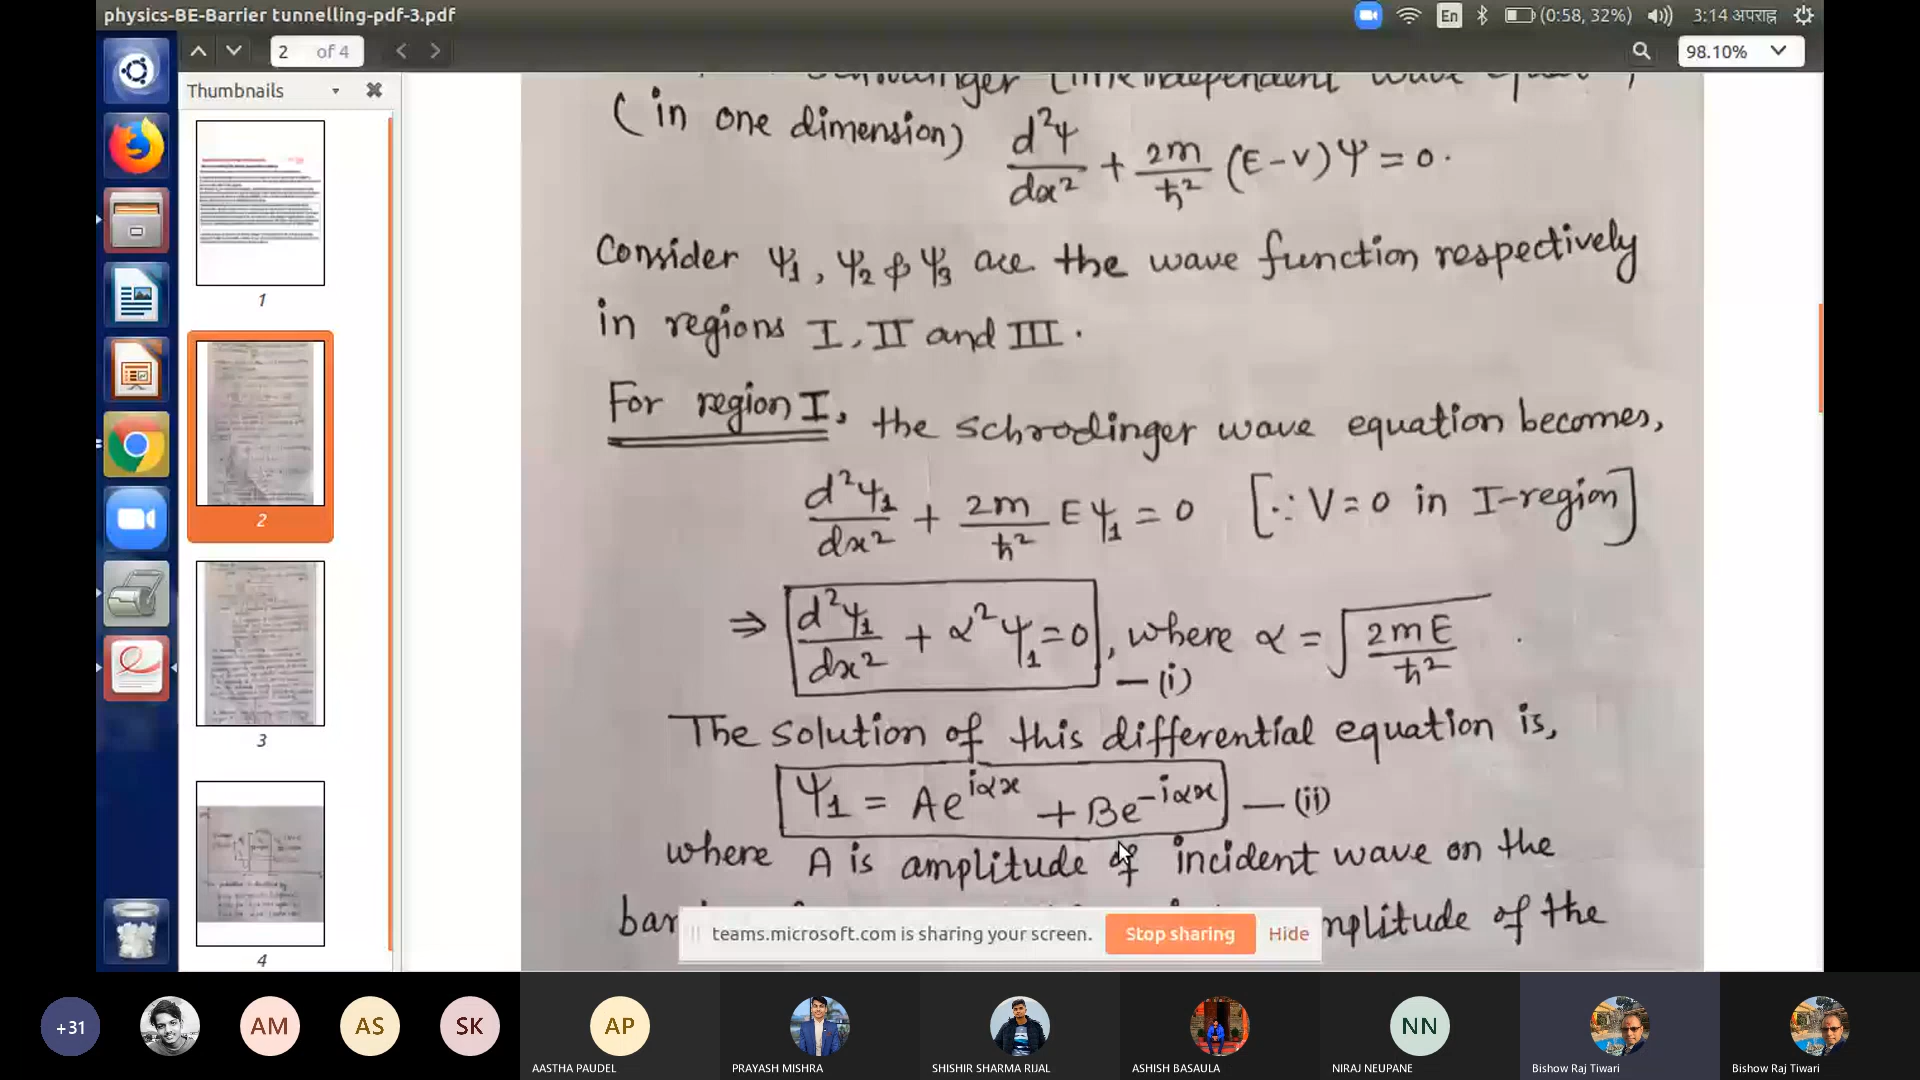 physics-BE-Barrier tunnelling-pdf-3.pdf
En
(0:58, 32%)
3:14 अपराह्न
2 of 4
98.10%
Thumbnails
1
2
3
4
Schrodinger time independent wave
(in one dimension) d²ψ/dx² + 2m/ħ² (E-V)ψ = 0.
Consider ψ₁, ψ₂ & ψ₃ are the wave function respectively
in regions I, II and III.
For region I, the schrodinger wave equation becomes,
d²ψ₁/dx² + 2m/ħ² Eψ₁ = 0 [∵ V=0 in I-region]
⇒ d²ψ₁/dx² + α²ψ₁=0, where α = √(2mE/ħ²)
— (i)
The solution of this differential equation is,
ψ₁ = Ae^{iαx} + Be^{-iαx} — (ii)
where A is amplitude of incident wave on the
amplitude of the
teams.microsoft.com is sharing your screen.
Stop sharing
Hide
+31
AM
AS
SK
AP
NN
AASTHA PAUDEL
PRAYASH MISHRA
SHISHIR SHARMA RIJAL
ASHISH BASAULA
NIRAJ NEUPANE
Bishow Raj Tiwari
Bishow Raj Tiwari